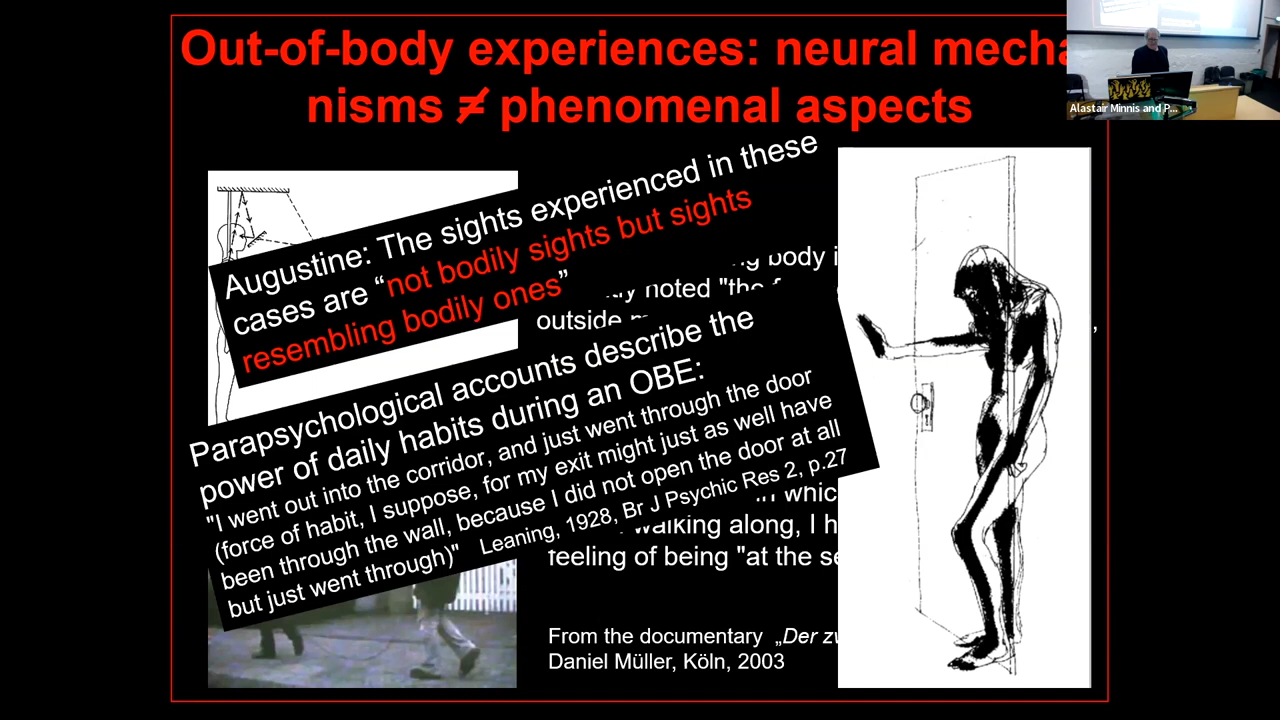 Out-of-body experiences: neural mecha
nisms ≠ phenomenal aspects
Alastair Minnis and P...
Augustine: The sights experienced in these
cases are “not bodily sights but sights
resembling bodily ones”
body
noted "the
outside
Parapsychological accounts describe the
power of daily habits during an OBE:
"I went out into the corridor, and just went through the door
(force of habit, I suppose, for my exit might just as well have
been through the wall, because I did not open the door at all
but just went through)" Leaning, 1928, Br J Psychic Res 2, p.27
walking along, I
feeling of being "at the
From the documentary „Der
Daniel Müller, Köln, 2003